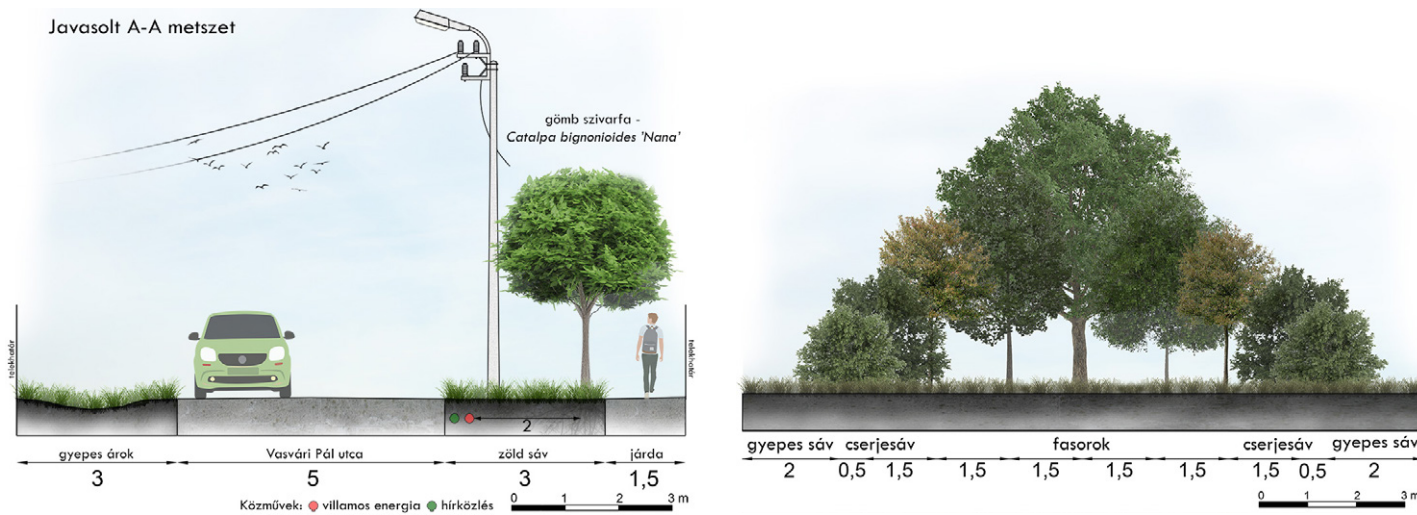 Javasolt A-A metszet
gömb szivarfa -
Catalpa bignonioides 'Nana'
telekhatár
telekhatár
2
gyepes árok
Vasvári Pál utca
zöld sáv
járda
3
5
3
1,5
Közművek: villamos energia hírközlés
0 1 2 3 m
gyepes sáv cserjesáv fasorok cserjesáv gyepes sáv
2 0,5 1,5 1,5 1,5 1,5 1,5 1,5 0,5 2
0 1 2 3 m